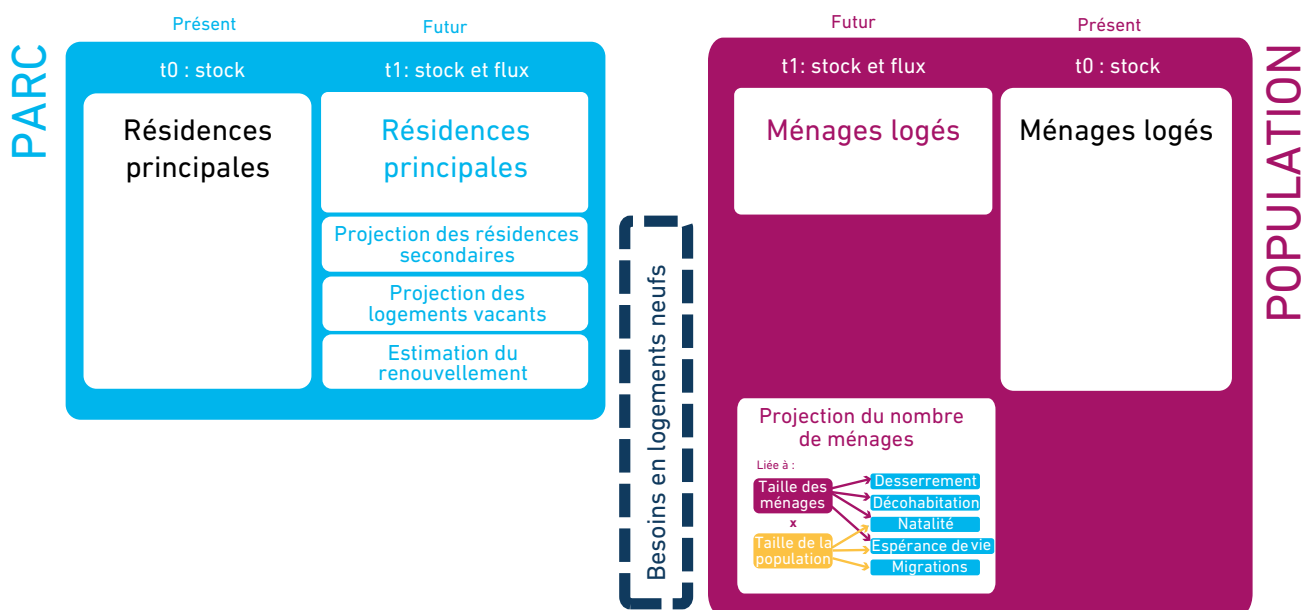 PARC
Présent
Futur
t0 : stock
t1: stock et flux
Résidences
principales
Résidences
principales
Projection des résidences
secondaires
Projection des
logements vacants
Estimation du
renouvellement
Besoins en logements neufs
Futur
Présent
t1: stock et flux
t0 : stock
Ménages logés
Ménages logés
Projection du nombre
de ménages
Liée à :
Taille des
ménages
x
Taille de la
population
Desserrement
Décohabitation
Natalité
Espérance de vie
Migrations
POPULATION